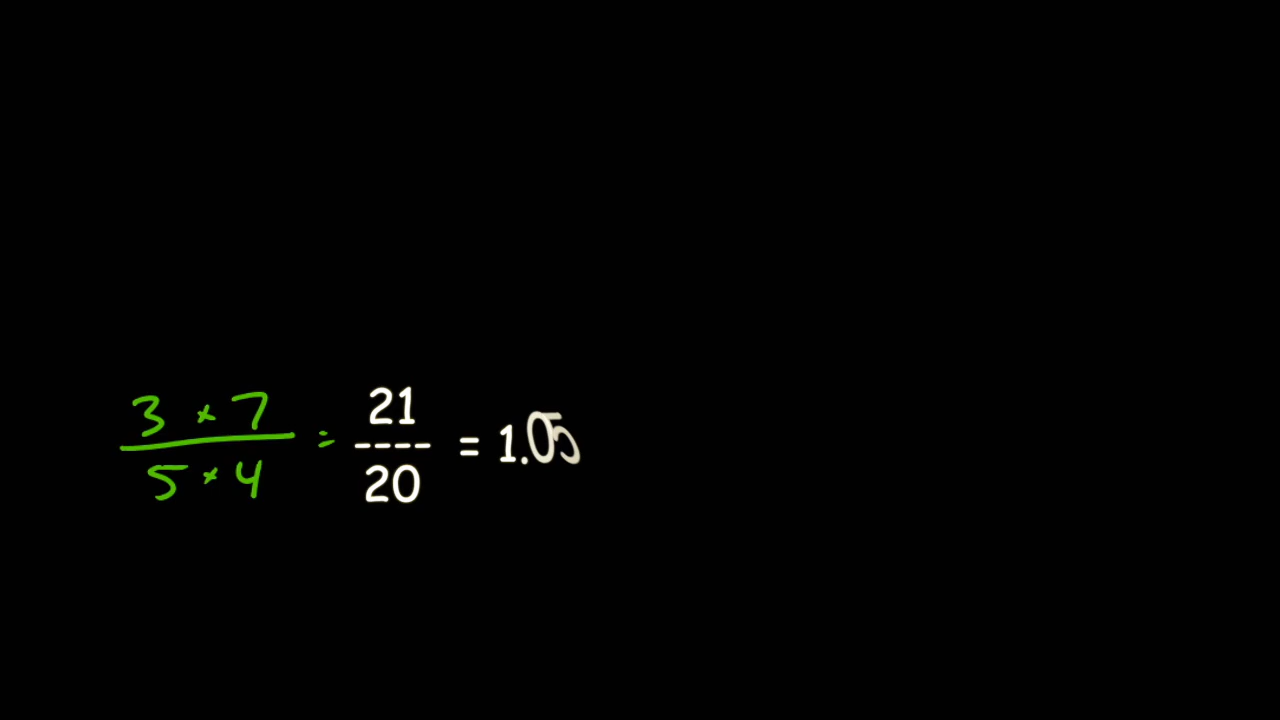 3 × 7 21
---- = 1.05
5 × 4 = 20